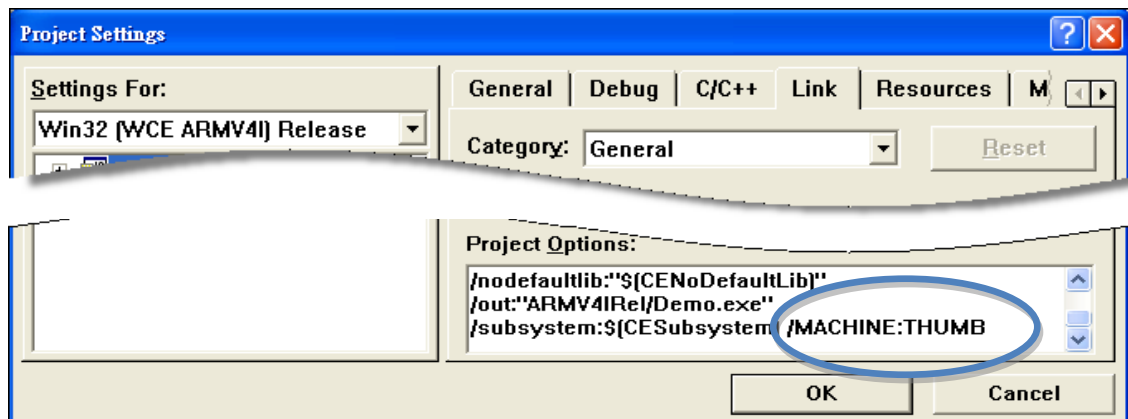 Project Settings
Settings For:
General Debug C/C++ Link Resources M
Win32 (WCE ARMV4I) Release
Category: General Reset
Project Options:
/nodefaultlib:"$(CENoDefaultLib)"
/out:"ARMV4IRel/Demo.exe"
/subsystem:$(CESubsystem) /MACHINE:THUMB
OK Cancel